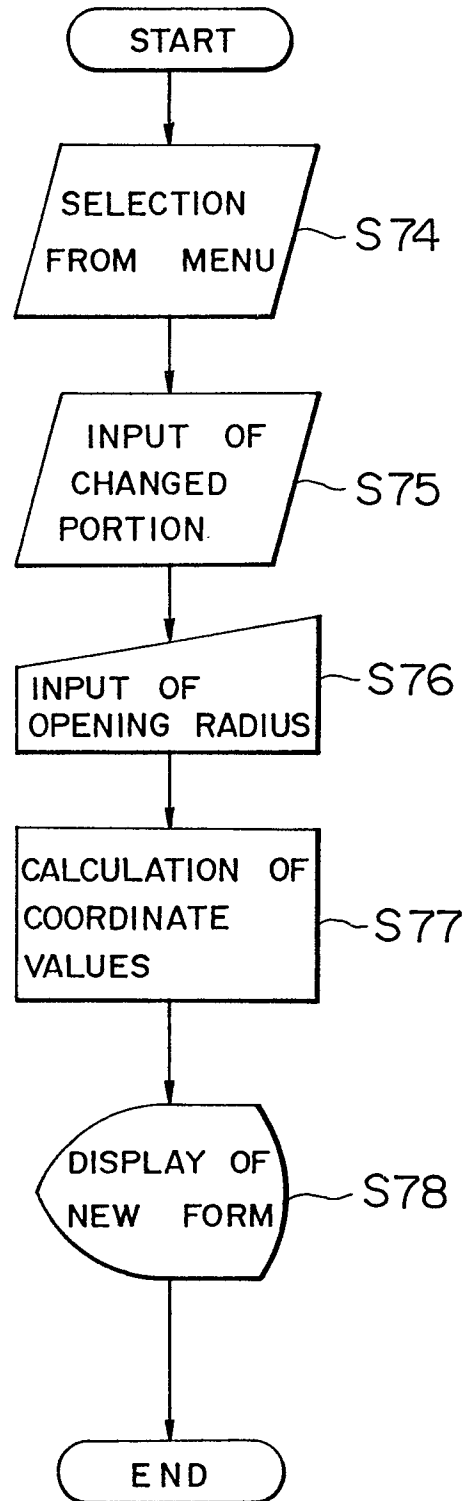 START
SELECTION
FROM MENU
S74
INPUT OF
CHANGED
PORTION.
S75
INPUT OF
OPENING RADIUS
S76
CALCULATION OF
COORDINATE
VALUES
S77
DISPLAY OF
NEW FORM
S78
END